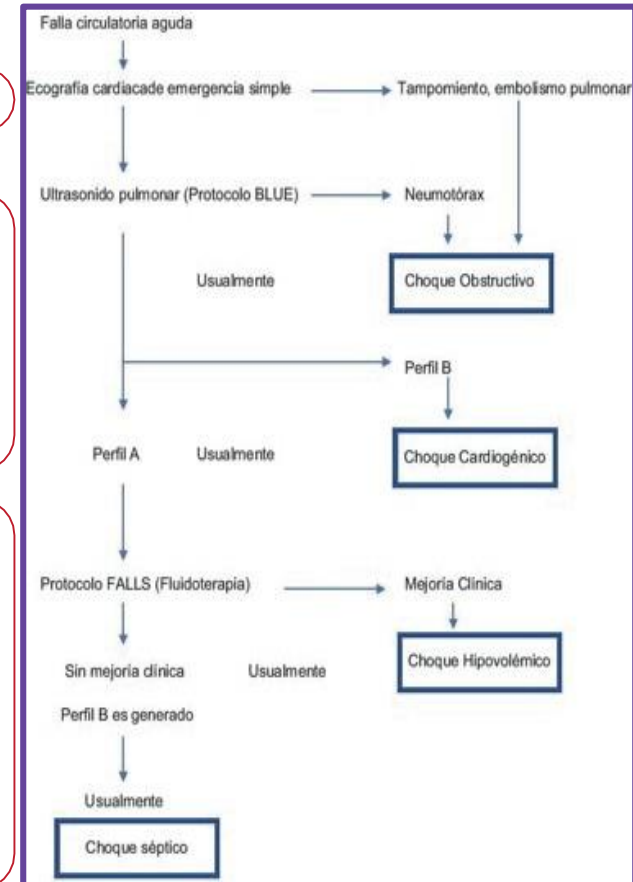 Falla circulatoria aguda
Ecografía cardiacade emergencia simple
Tampomiento, embolismo pulmonar
Ultrasonido pulmonar (Protocolo BLUE)
Neumotórax
Usualmente
Choque Obstructivo
Perfil B
Perfil A
Usualmente
Choque Cardiogénico
Protocolo FALLS (Fluidoterapia)
Mejoría Clínica
Sin mejoría clínica
Usualmente
Choque Hipovolémico
Perfil B es generado
Usualmente
Choque séptico